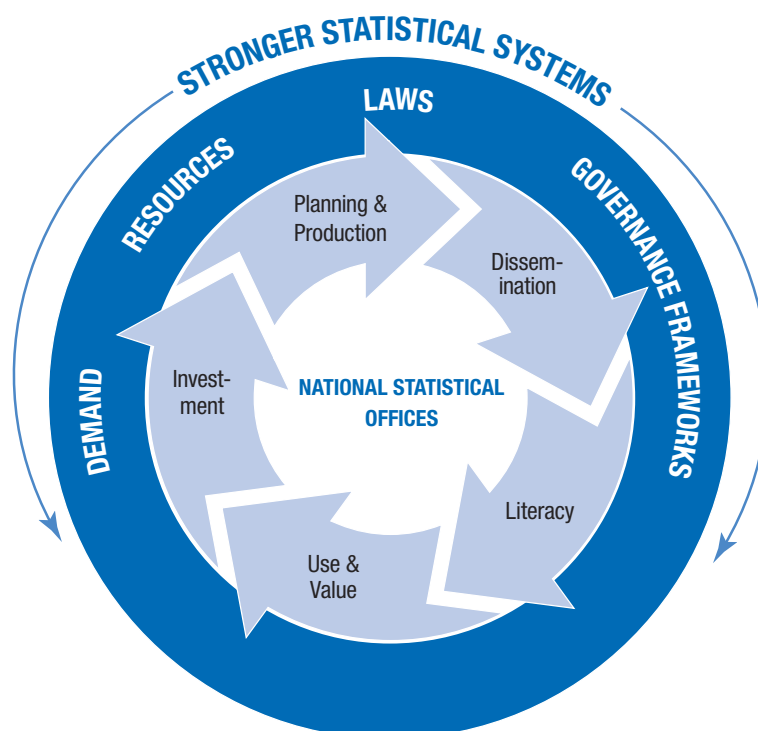 STRONGER STATISTICAL SYSTEMS
LAWS
RESOURCES
GOVERNANCE FRAMEWORKS
DEMAND
Planning &
Production
Dissem-
ination
Invest-
ment
NATIONAL STATISTICAL
OFFICES
Literacy
Use &
Value